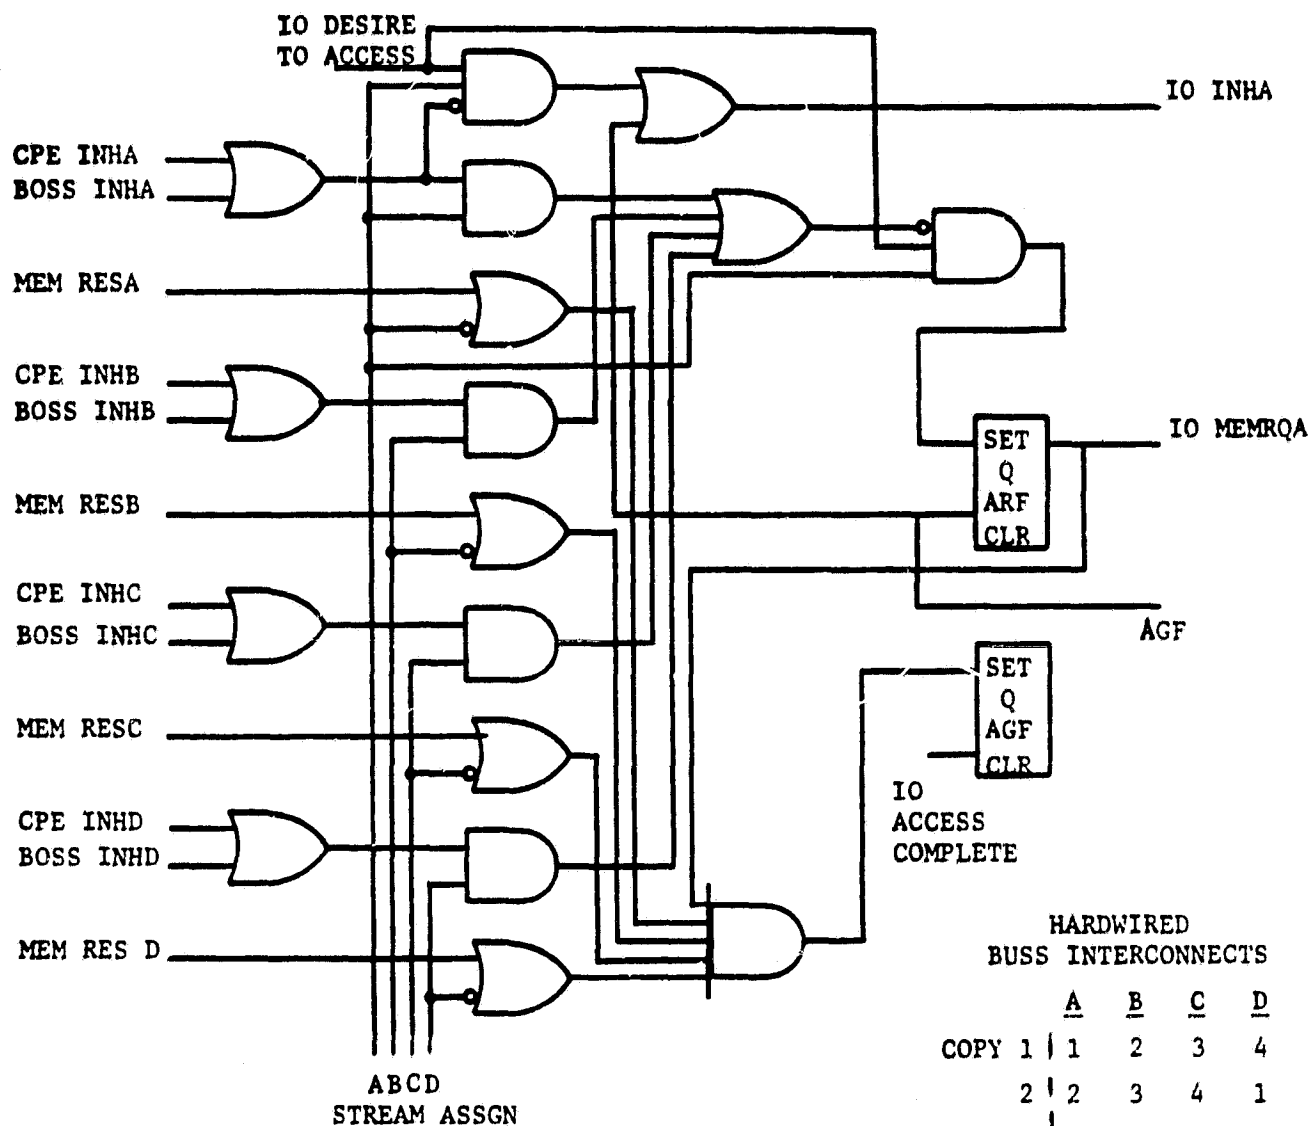 IO DESIRE
TO ACCESS
IO INHA
CPE INHA
BOSS INHA
MEM RESA
CPE INHB
BOSS INHB
IO MEMRQA
SET
Q
ARF
CLR
MEM RESB
CPE INHC
BOSS INHC
AGF
SET
Q
AGF
CLR
MEM RESC
IO
ACCESS
COMPLETE
CPE INHD
BOSS INHD
MEM RES D
HARDWIRED
BUSS INTERCONNECTS
A B C D
COPY 1 1 2 3 4
2 2 3 4 1
ABCD
STREAM ASSGN